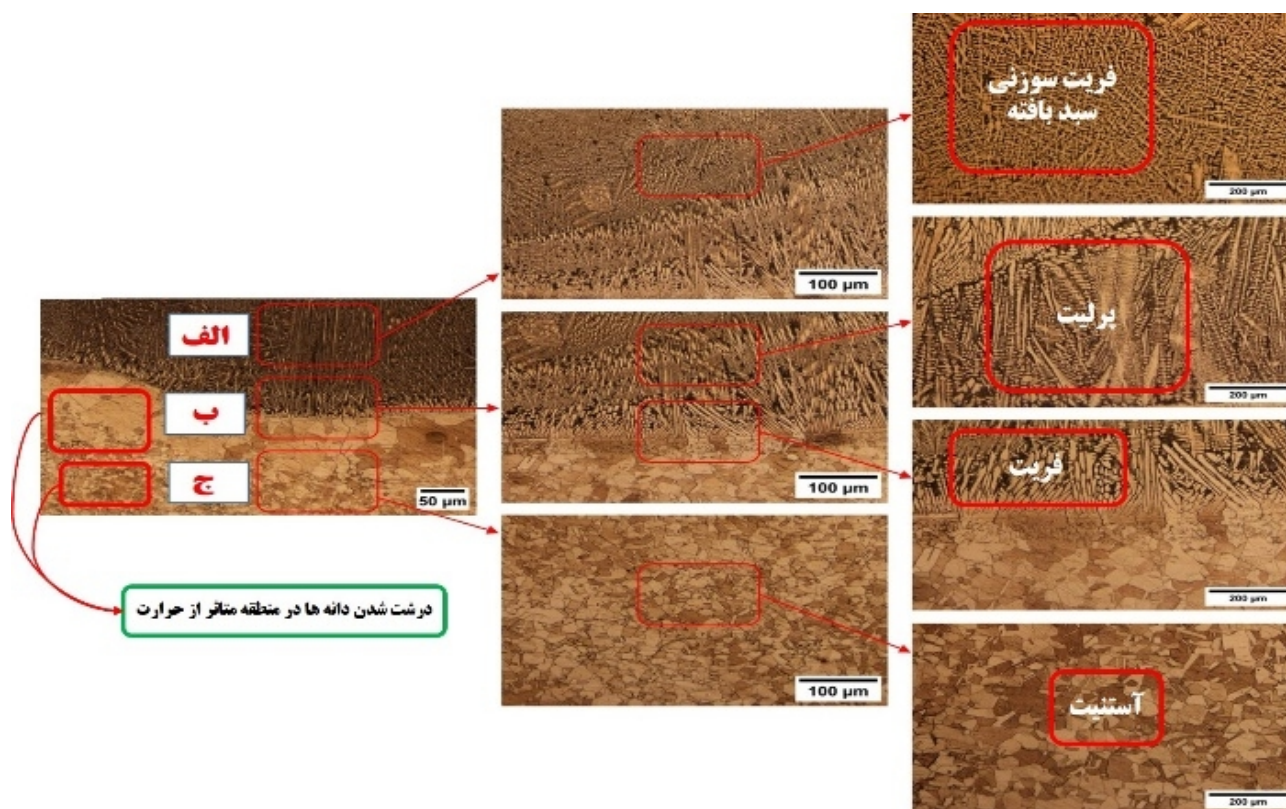 فریت سوزنی
سبد بافته
200 µm
100 µm
پرلیت
200 µm
الف
ب
ج
50 µm
100 µm
فریت
200 µm
درشت شدن دانه ها در منطقه متاثر از حرارت
100 µm
آستنیت
200 µm